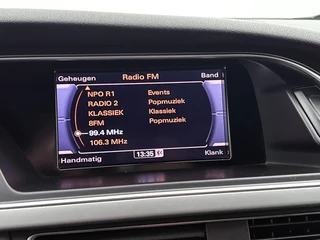 Geheugen Radio FM Band
NPO R1 Events
RADIO 2 Popmuziek
KLASSIEK Klassiek
8FM Popmuziek
99.4 MHz
106.3 MHz
Handmatig 13:35 Klank